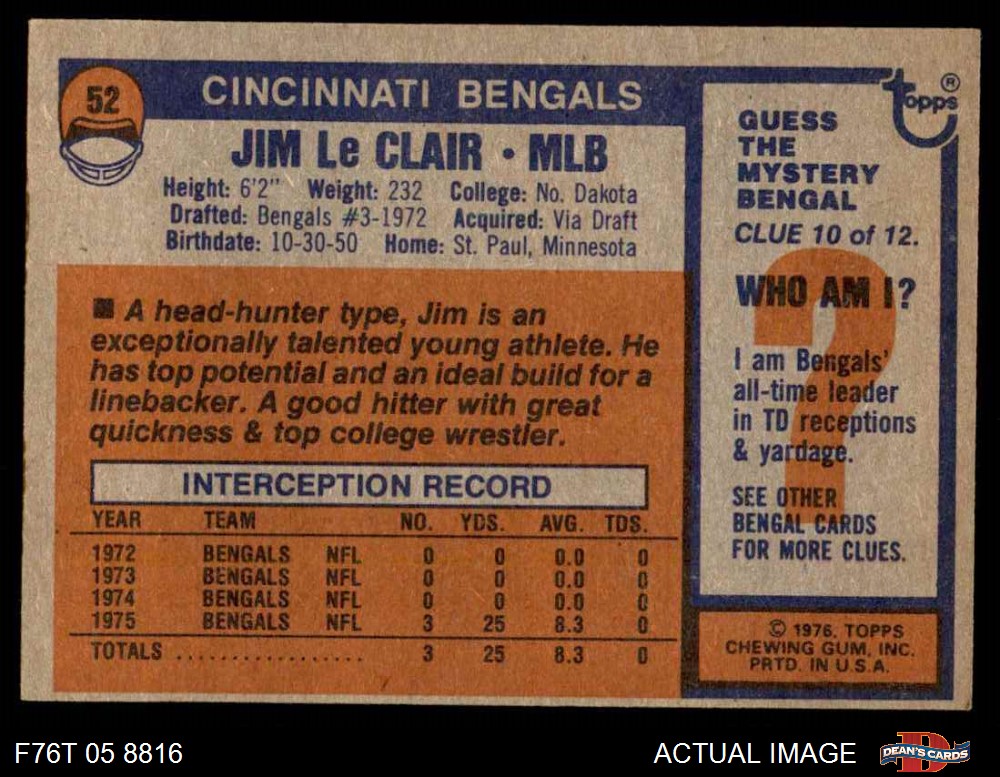 52
CINCINNATI BENGALS
JIM Le CLAIR • MLB
Height: 6'2" Weight: 232 College: No. Dakota
Drafted: Bengals #3-1972 Acquired: Via Draft
Birthdate: 10-30-50 Home: St. Paul, Minnesota
■ A head-hunter type, Jim is an
exceptionally talented young athlete. He
has top potential and an ideal build for a
linebacker. A good hitter with great
quickness & top college wrestler.
INTERCEPTION RECORD
YEAR TEAM NO. YDS. AVG. TDS.
1972 BENGALS NFL 0 0 0.0 0
1973 BENGALS NFL 0 0 0.0 0
1974 BENGALS NFL 0 0 0.0 0
1975 BENGALS NFL 3 25 8.3 0
TOTALS .................. 3 25 8.3 0
topps ®
GUESS
THE
MYSTERY
BENGAL
CLUE 10 of 12.
?
WHO AM I?
I am Bengals'
all-time leader
in TD receptions
& yardage.
SEE OTHER
BENGAL CARDS
FOR MORE CLUES.
© 1976, TOPPS
CHEWING GUM, INC.
PRTD. IN U.S.A.
F76T 05 8816
ACTUAL IMAGE
D
DEAN'S CARDS